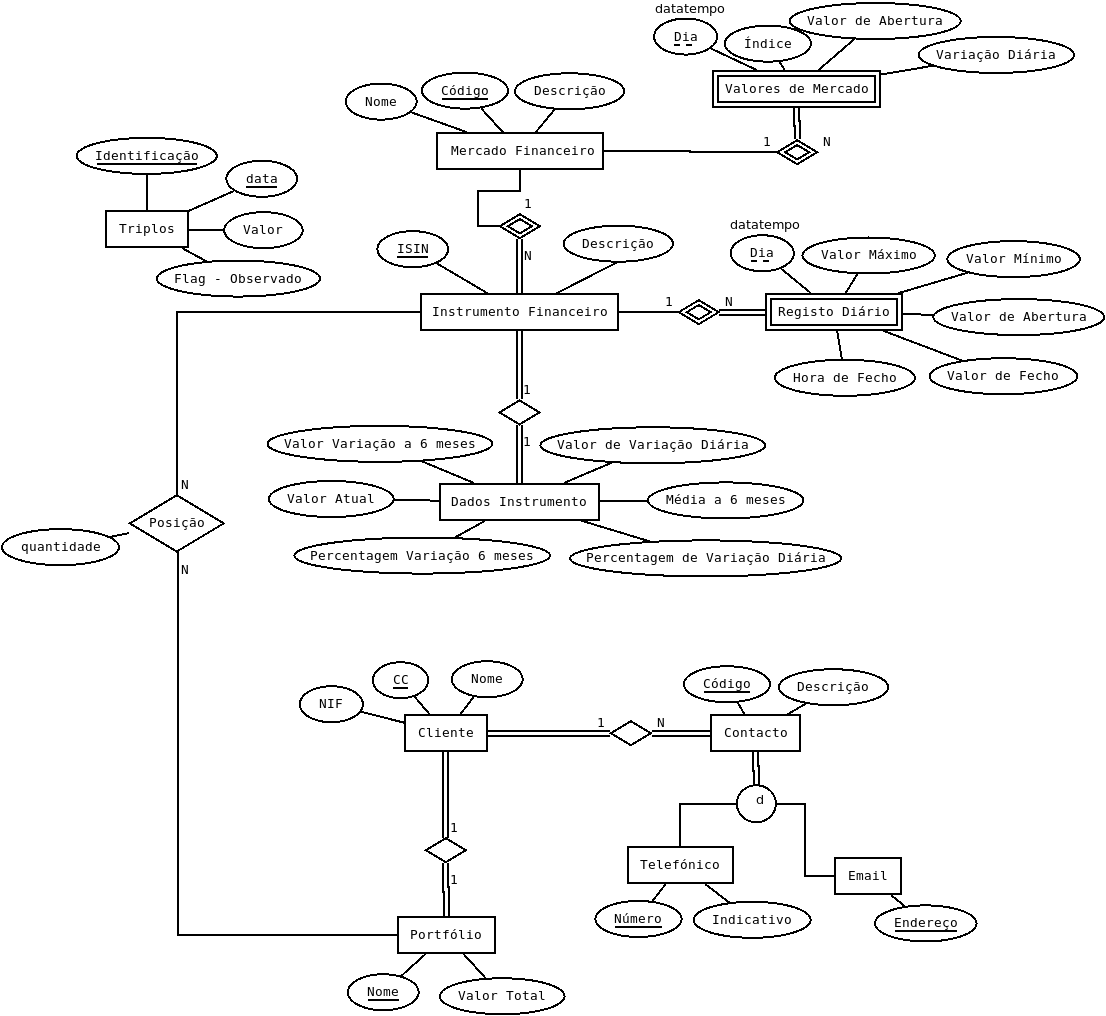 datatempo
Dia
Índice
Valor de Abertura
Variação Diária
Valores de Mercado
Nome
Código
Descrição
Mercado Financeiro
1
N
Identificação
data
Triplos
Valor
Flag - Observado
1
N
ISIN
Descrição
Instrumento Financeiro
1
N
datatempo
Dia
Valor Máximo
Valor Mínimo
Registo Diário
Valor de Abertura
Hora de Fecho
Valor de Fecho
1
1
Valor Variação a 6 meses
Valor de Variação Diária
Valor Atual
Dados Instrumento
Média a 6 meses
Percentagem Variação 6 meses
Percentagem de Variação Diária
N
Posição
quantidade
N
CC
Nome
NIF
Cliente
1
N
Código
Descrição
Contacto
d
Telefónico
Email
Número
Indicativo
Endereço
1
1
Portfólio
Nome
Valor Total